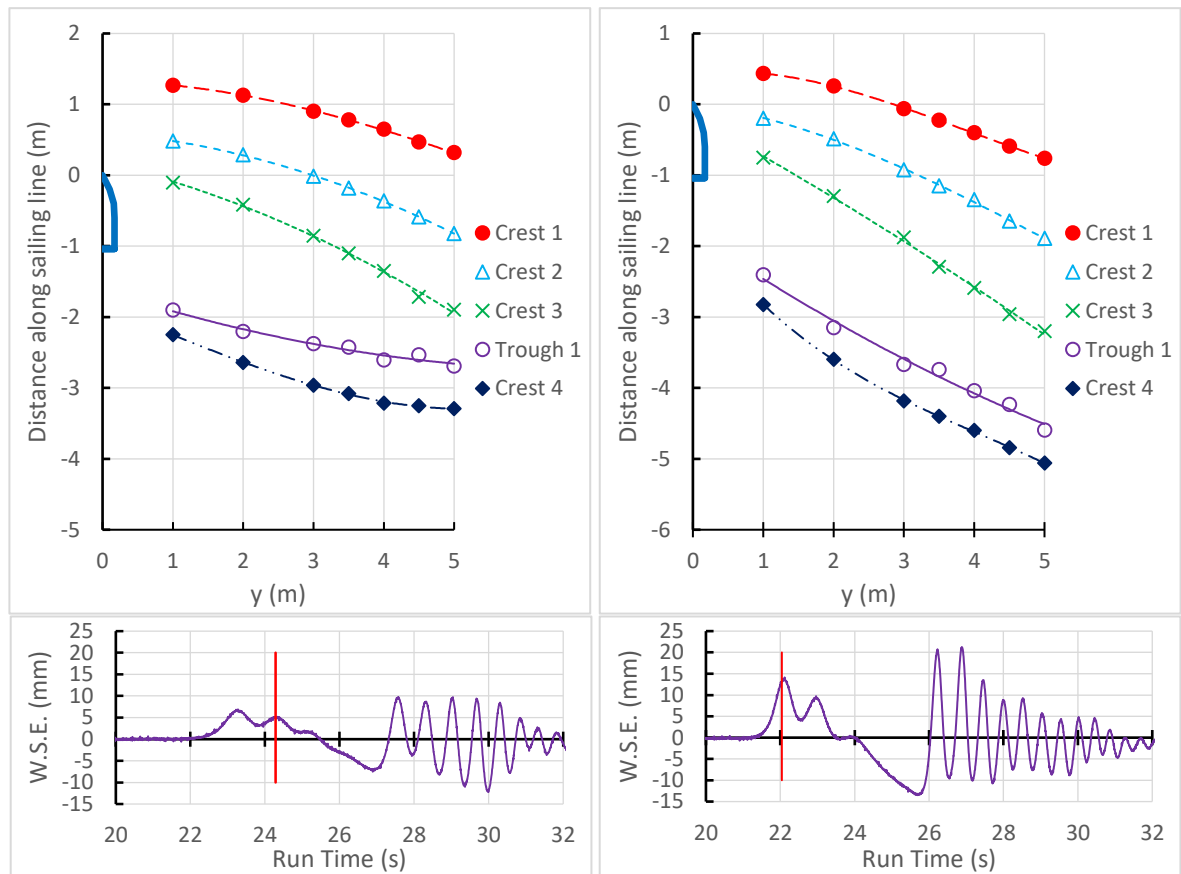 2
1
0
-1
-2
-3
-4
-5
Distance along sailing line (m)
0 1 2 3 4 5
y (m)
Crest 1
Crest 2
Crest 3
Trough 1
Crest 4
1
0
-1
-2
-3
-4
-5
-6
Distance along sailing line (m)
0 1 2 3 4 5
y (m)
Crest 1
Crest 2
Crest 3
Trough 1
Crest 4
25
20
15
10
5
0
-5
-10
-15
W.S.E. (mm)
20 22 24 26 28 30 32
Run Time (s)
25
20
15
10
5
0
-5
-10
-15
W.S.E. (mm)
20 22 24 26 28 30 32
Run Time (s)